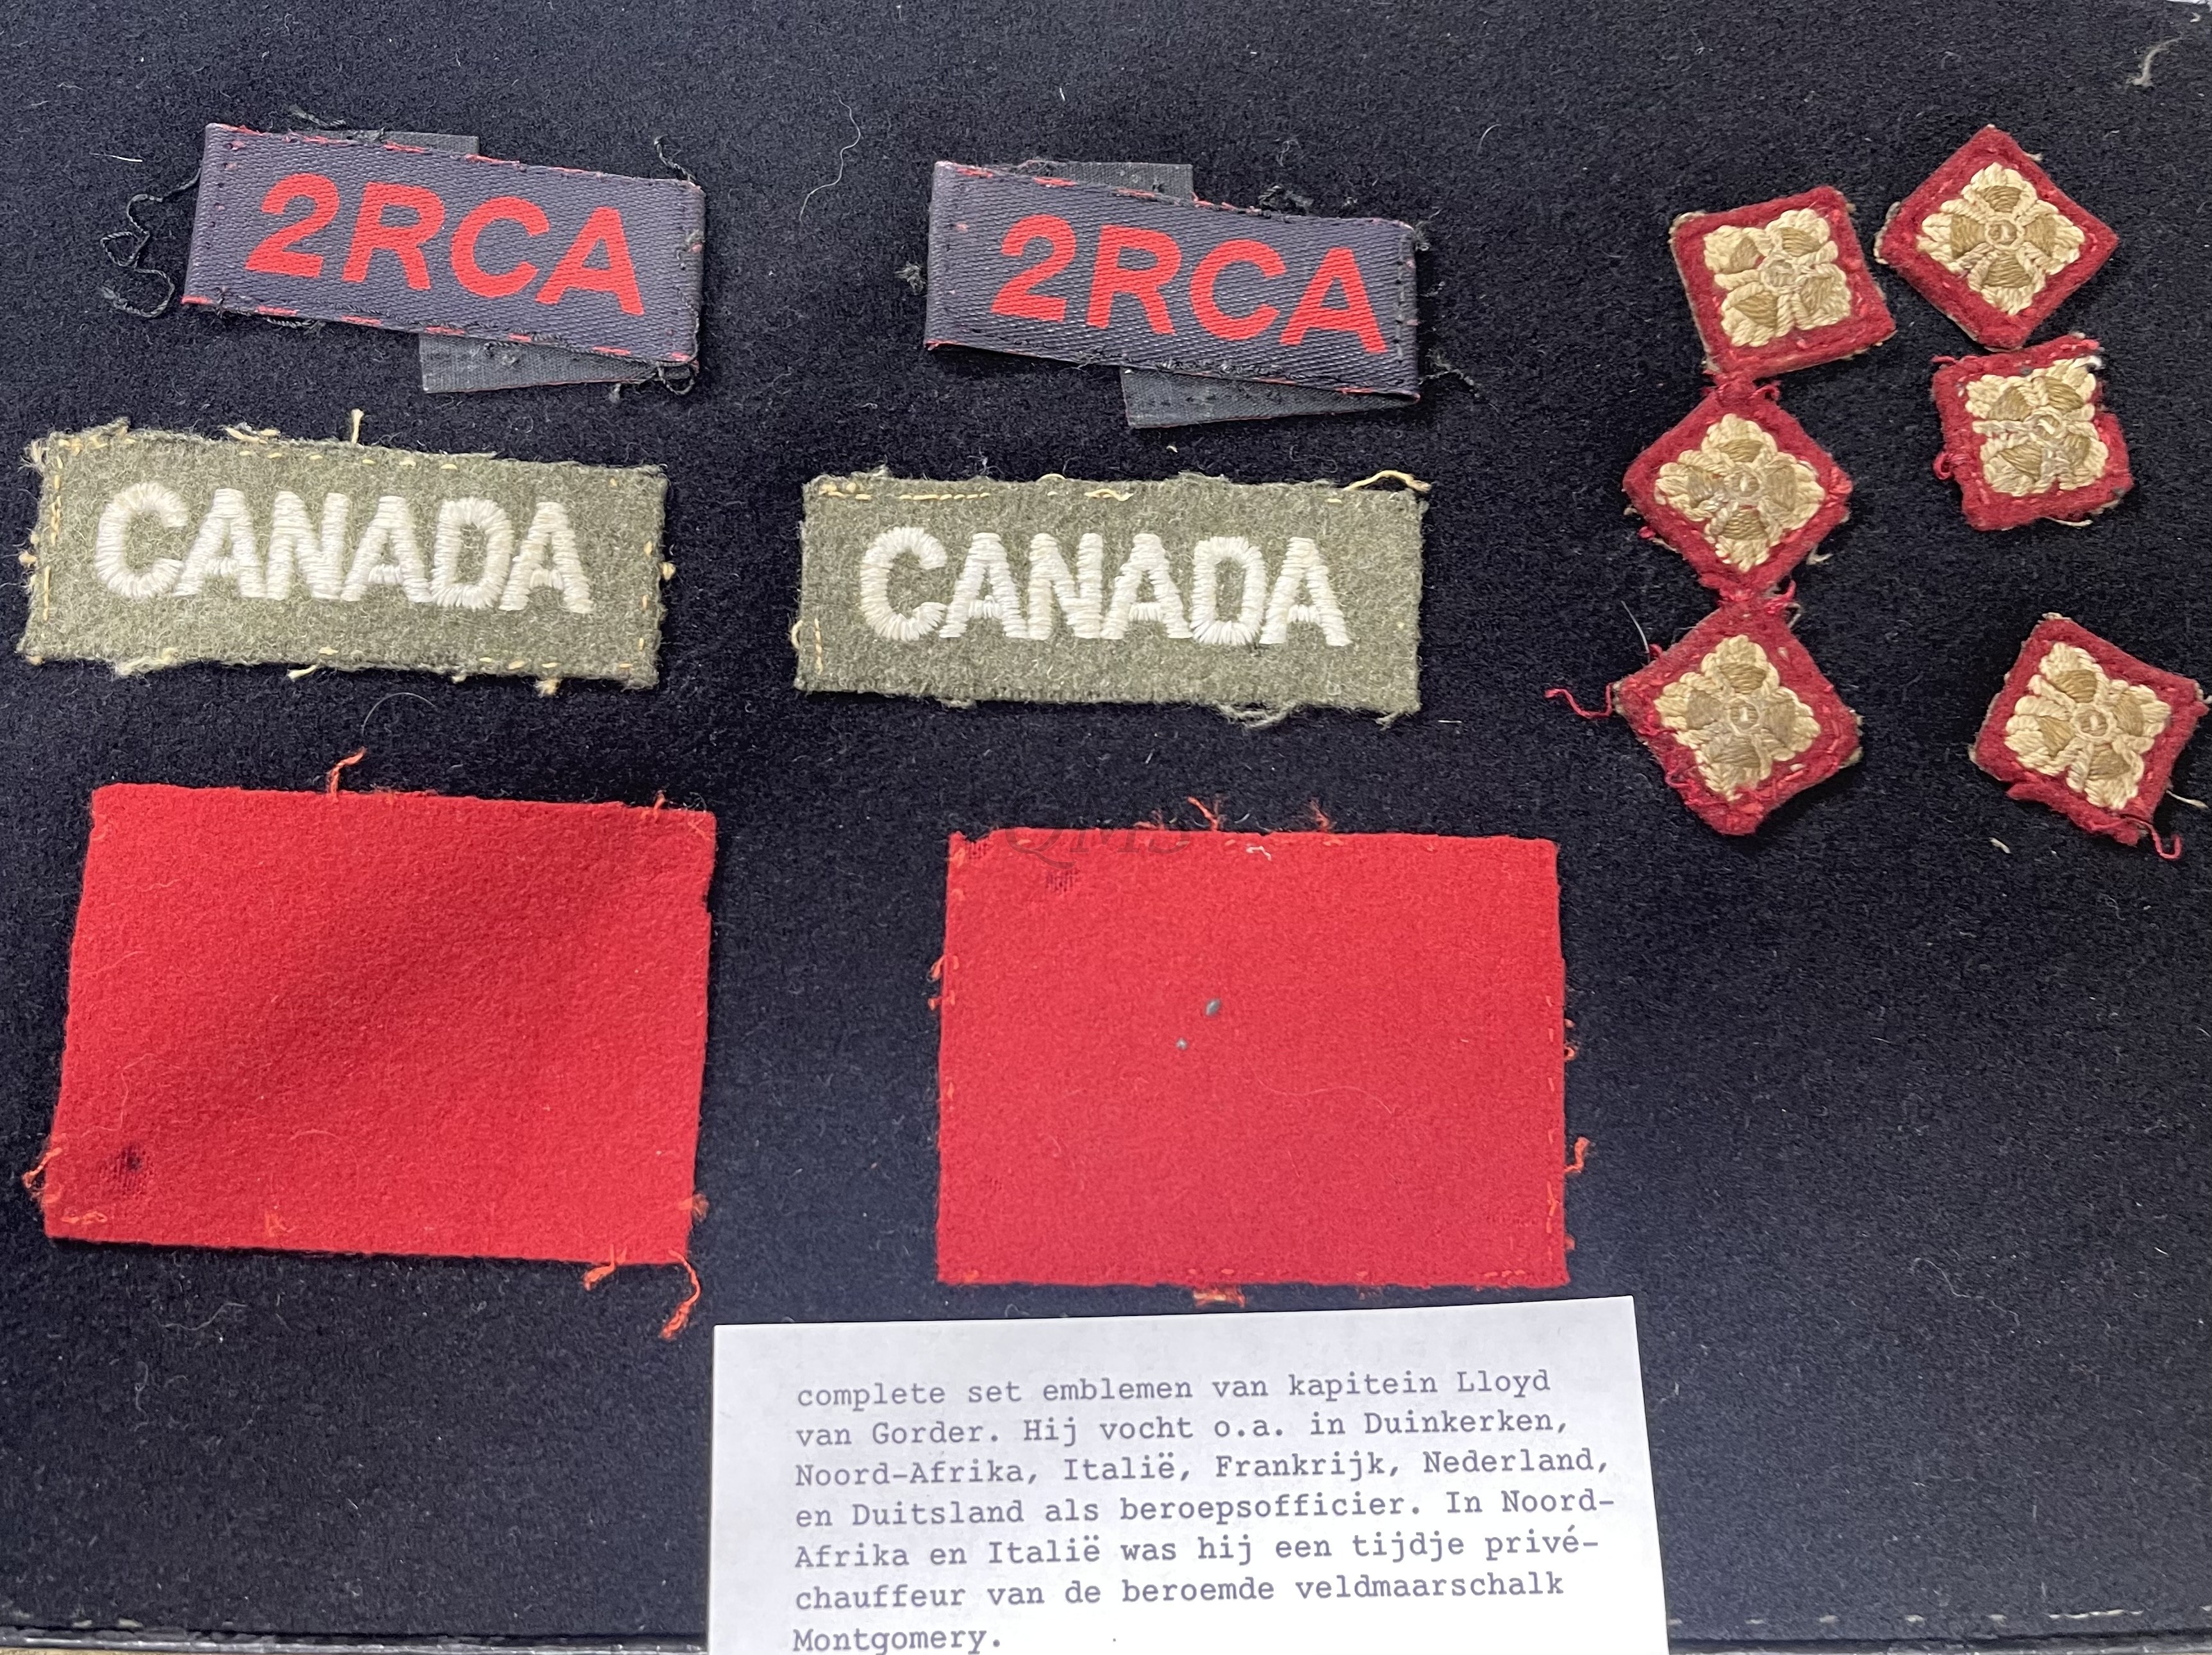 2RCA
2RCA
CANADA
CANADA
QMS
complete set emblemen van kapitein Lloyd
van Gorder. Hij vocht o.a. in Duinkerken,
Noord-Afrika, Italië, Frankrijk, Nederland,
en Duitsland als beroepsofficier. In Noord-
Afrika en Italië was hij een tijdje privé-
chauffeur van de beroemde veldmaarschalk
Montgomery.